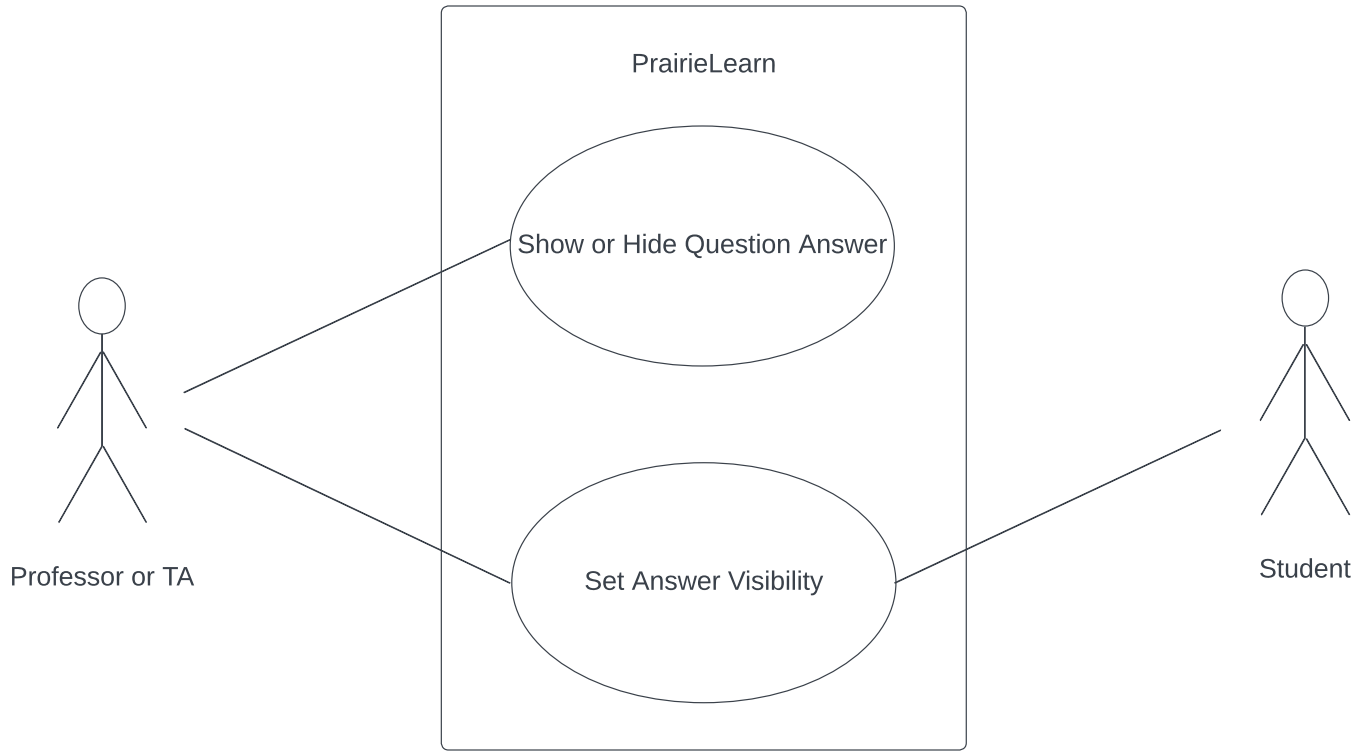 PrairieLearn
Show or Hide Question Answer
Set Answer Visibility
Professor or TA
Student